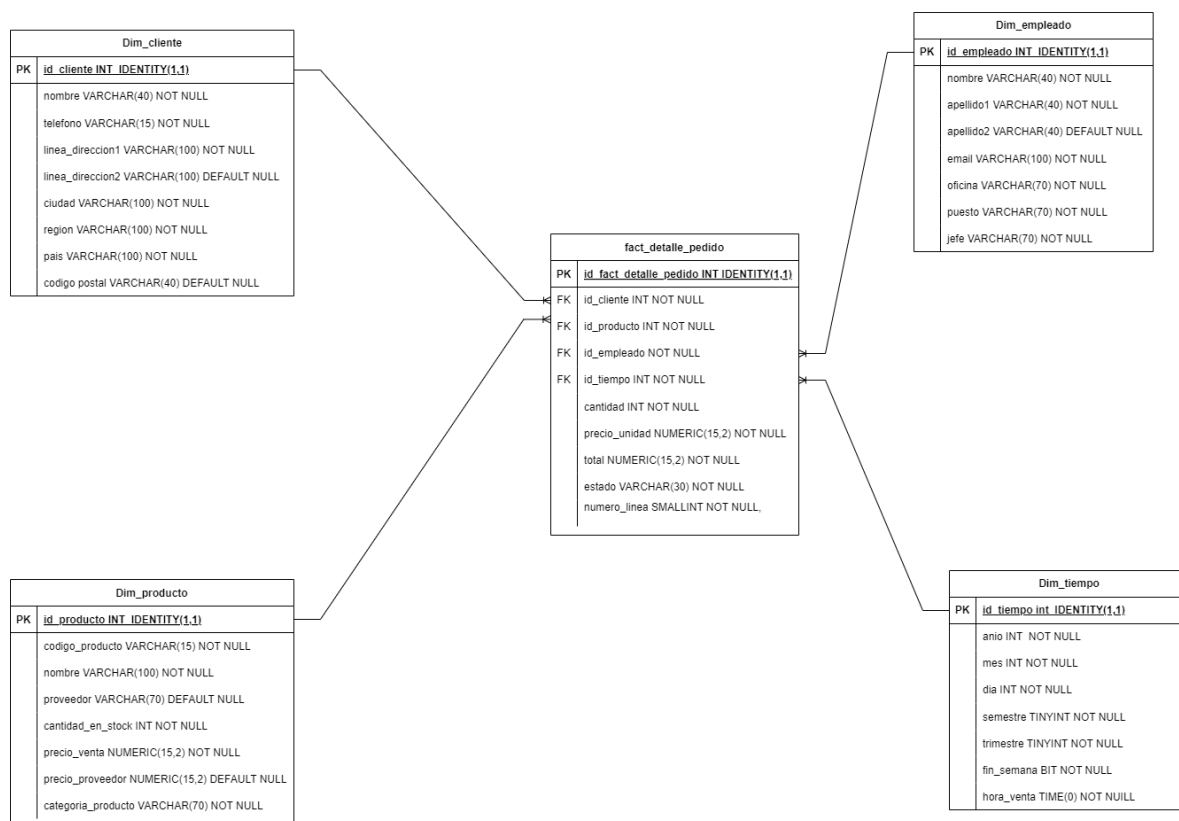 Dim_cliente
PK id_cliente INT IDENTITY(1,1)
nombre VARCHAR(40) NOT NULL
telefono VARCHAR(15) NOT NULL
linea_direccion1 VARCHAR(100) NOT NULL
linea_direccion2 VARCHAR(100) DEFAULT NULL
ciudad VARCHAR(100) NOT NULL
region VARCHAR(100) NOT NULL
pais VARCHAR(100) NOT NULL
codigo postal VARCHAR(40) DEFAULT NULL
Dim_empleado
PK id_empleado INT IDENTITY(1,1)
nombre VARCHAR(40) NOT NULL
apellido1 VARCHAR(40) NOT NULL
apellido2 VARCHAR(40) DEFAULT NULL
email VARCHAR(100) NOT NULL
oficina VARCHAR(70) NOT NULL
puesto VARCHAR(70) NOT NULL
jefe VARCHAR(70) NOT NULL
fact_detalle_pedido
PK id_fact_detalle_pedido INT IDENTITY(1,1)
FK id_cliente INT NOT NULL
FK id_producto INT NOT NULL
FK id_empleado NOT NULL
FK id_tiempo INT NOT NULL
cantidad INT NOT NULL
precio_unidad NUMERIC(15,2) NOT NULL
total NUMERIC(15,2) NOT NULL
estado VARCHAR(30) NOT NULL
numero_linea SMALLINT NOT NULL,
Dim_producto
PK id_producto INT IDENTITY(1,1)
codigo_producto VARCHAR(15) NOT NULL
nombre VARCHAR(100) NOT NULL
proveedor VARCHAR(70) DEFAULT NULL
cantidad_en_stock INT NOT NULL
precio_venta NUMERIC(15,2) NOT NULL
precio_proveedor NUMERIC(15,2) DEFAULT NULL
categoria_producto VARCHAR(70) NOT NULL
Dim_tiempo
PK id_tiempo int IDENTITY(1,1)
anio INT NOT NULL
mes INT NOT NULL
dia INT NOT NULL
semestre TINYINT NOT NULL
trimestre TINYINT NOT NULL
fin_semana BIT NOT NULL
hora_venta TIME(0) NOT NUILL